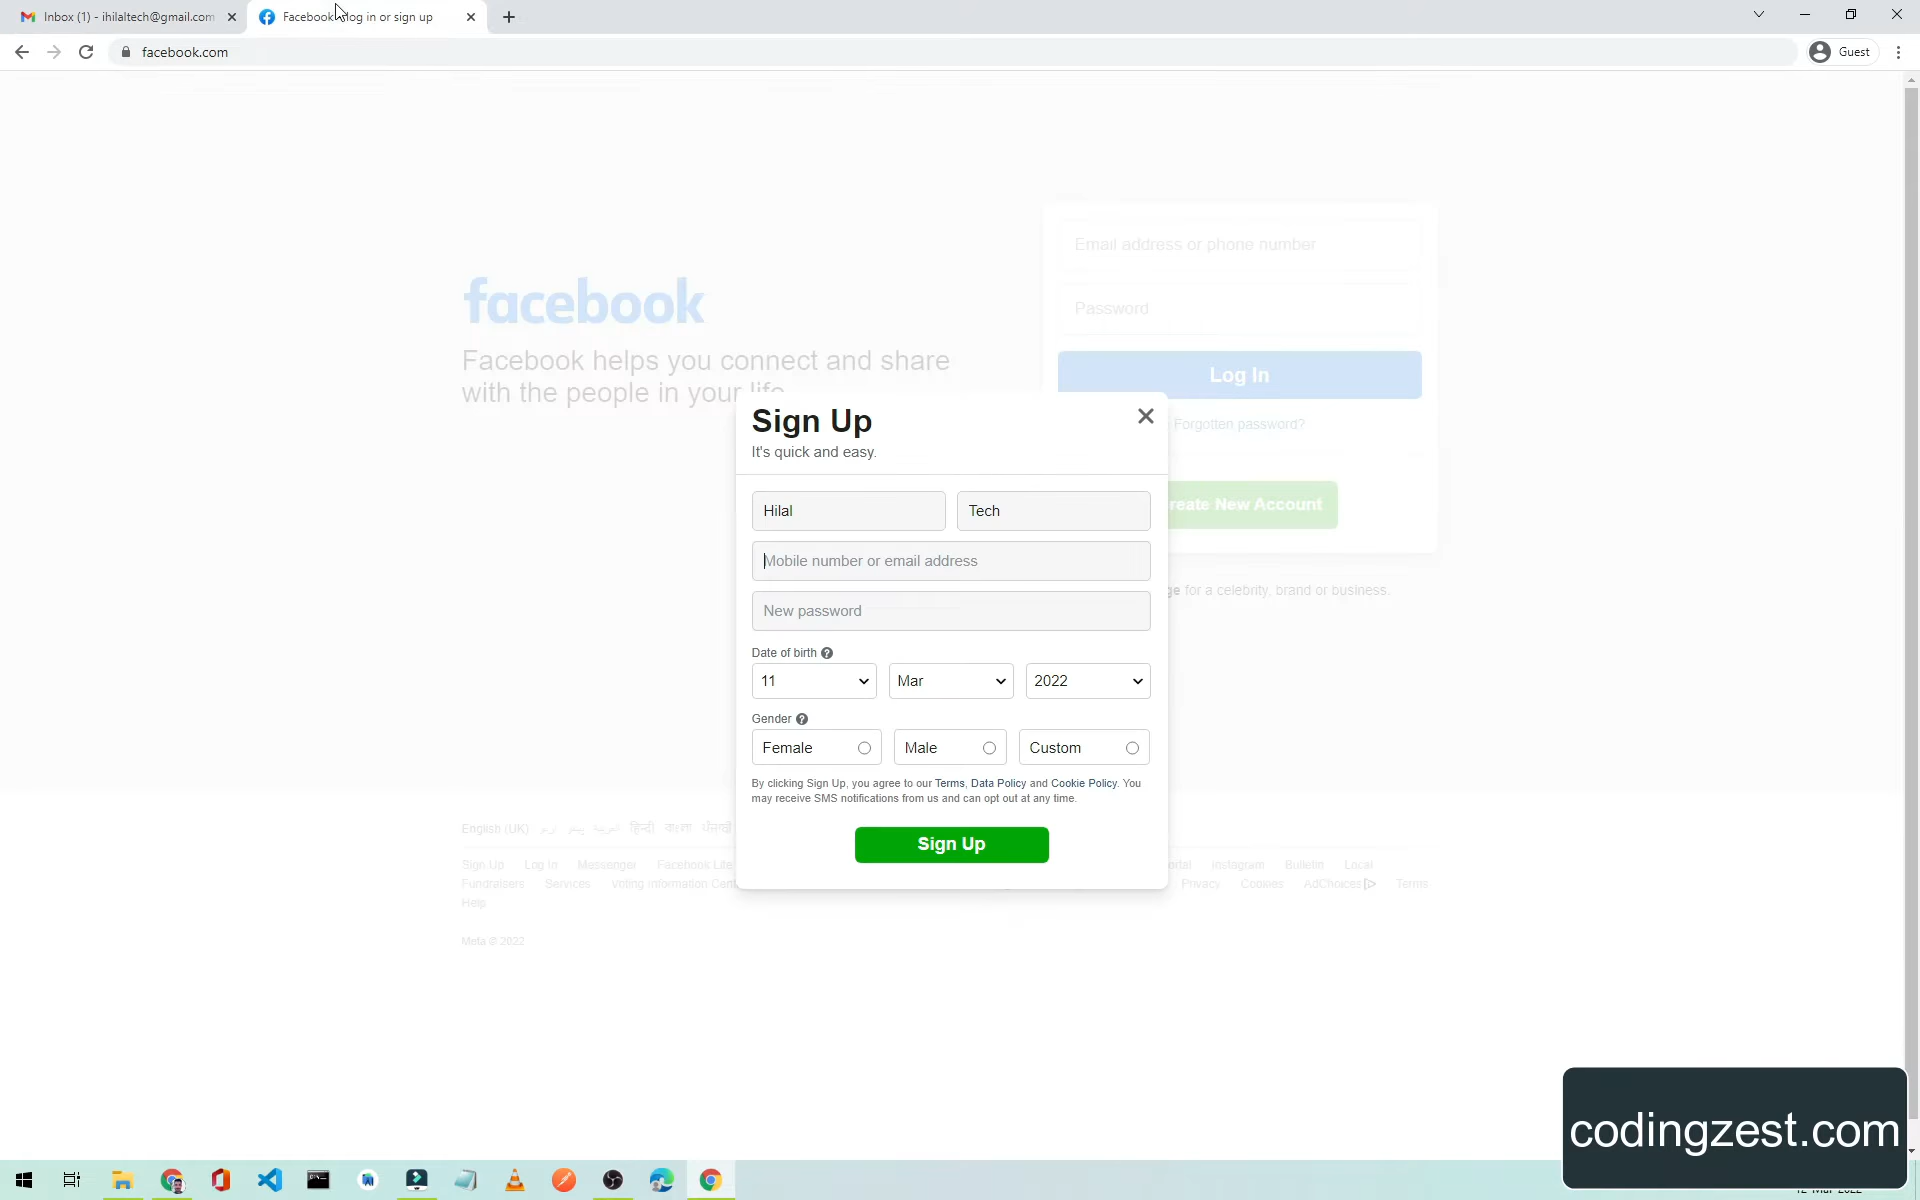 Inbox (1) - ihilaltech@gmail.com
Facebook log in or sign up
facebook.com
Guest
facebook
Facebook helps you connect and share
with the people in your life.
Email address or phone number
Password
Log In
Forgotten password?
reate New Account
ge for a celebrity, brand or business.
Sign Up
It's quick and easy.
Hilal
Tech
Mobile number or email address
New password
Date of birth
11
Mar
2022
Gender
Female
Male
Custom
By clicking Sign Up, you agree to our Terms, Data Policy and Cookie Policy. You
may receive SMS notifications from us and can opt out at any time.
Sign Up
English (UK) हिन्दी বাংলা ਪੰਜਾਬੀ
Sign Up Log In Messenger Facebook Lite ortal Instagram Bulletin Local
Fundraisers Services Voting Information Cent Privacy Cookies AdChoices Terms
Help
Meta © 2022
codingzest.com